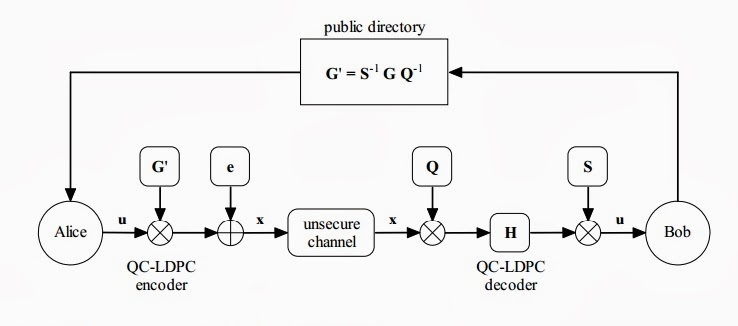 public directory
G' = S⁻¹ G Q⁻¹
G'
e
Q
S
Alice
u
x
unsecure
channel
x
H
u
Bob
QC-LDPC
encoder
QC-LDPC
decoder